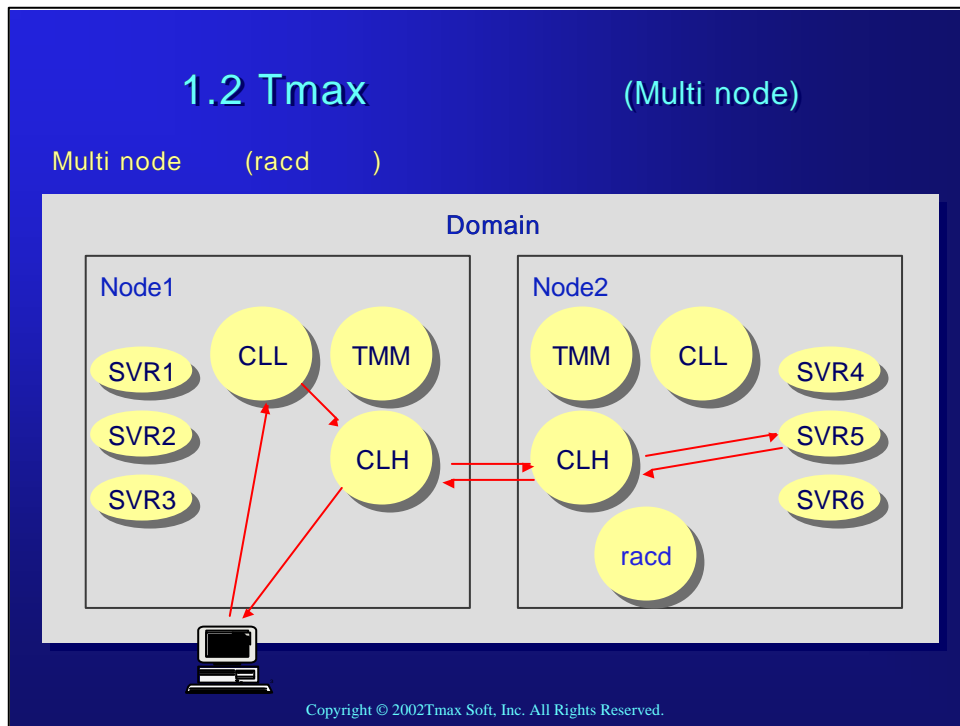 1.2 Tmax (Multi node)
Multi node (racd )
Domain
Node1
CLL
TMM
SVR1
SVR2
CLH
SVR3
Node2
TMM
CLL
SVR4
CLH
SVR5
SVR6
racd
Copyright © 2002Tmax Soft, Inc. All Rights Reserved.